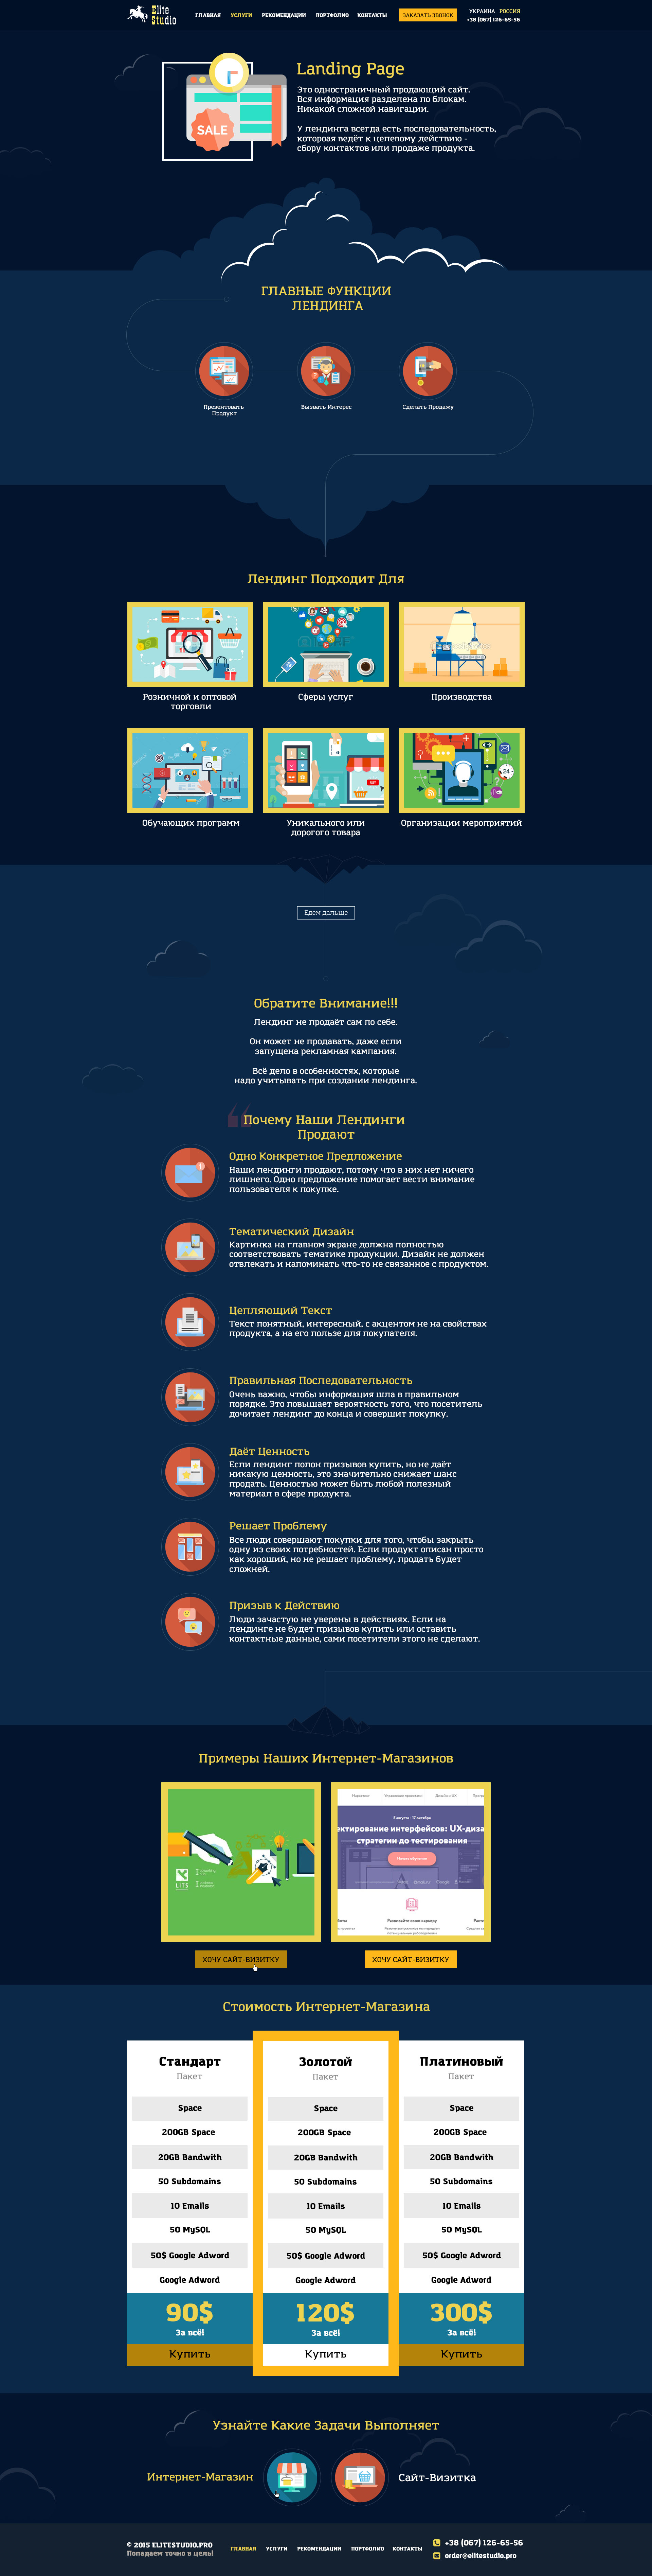 Elite
Studio
ГЛАВНАЯ УСЛУГИ РЕКОМЕНДАЦИИ ПОРТФОЛИО КОНТАКТЫ
ЗАКАЗАТЬ ЗВОНОК
УКРАИНА РОССИЯ
+38 (067) 126-65-56
SALE
Landing Page
Это одностраничный продающий сайт.
Вся информация разделена по блокам.
Никакой сложной навигации.
У лендинга всегда есть последовательность,
которая ведёт к целевому действию -
сбору контактов или продаже продукта.
ГЛАВНЫЕ ФУНКЦИИ
ЛЕНДИНГА
Презентовать
Продукт
Вызвать Интерес
Сделать Продажу
Лендинг Подходит Для
Розничной и оптовой
торговли
Сферы услуг
Производства
BUY
24
Обучающих программ
Уникального или
дорогого товара
Организации мероприятий
Едем дальше
Обратите Внимание!!!
Лендинг не продаёт сам по себе.
Он может не продавать, даже если
запущена рекламная кампания.
Всё дело в особенностях, которые
надо учитывать при создании лендинга.
Почему Наши Лендинги
Продают
Одно Конкретное Предложение
Наши лендинги продают, потому что в них нет ничего
лишнего. Одно предложение помогает вести внимание
пользователя к покупке.
Тематический Дизайн
Картинка на главном экране должна полностью
соответствовать тематике продукции. Дизайн не должен
отвлекать и напоминать что-то не связанное с продуктом.
Цепляющий Текст
Текст понятный, интересный, с акцентом не на свойствах
продукта, а на его пользе для покупателя.
Правильная Последовательность
Очень важно, чтобы информация шла в правильном
порядке. Это повышает вероятность того, что посетитель
дочитает лендинг до конца и совершит покупку.
Даёт Ценность
Если лендинг полон призывов купить, но не даёт
никакую ценность, это значительно снижает шанс
продать. Ценностью может быть любой полезный
материал в сфере продукта.
Решает Проблему
Все люди совершают покупки для того, чтобы закрыть
одну из своих потребностей. Если продукт описан просто
как хороший, но не решает проблему, продать будет
сложней.
Призыв к Действию
Люди зачастую не уверены в действиях. Если на
лендинге не будет призывов купить или оставить
контактные данные, сами посетители этого не сделают.
Примеры Наших Интернет-Магазинов
LITS
3 августа - 17 октября
ектирование интерфейсов: UX-диза
стратегии до тестирования
Развивайте свою карьеру
ХОЧУ САЙТ-ВИЗИТКУ
ХОЧУ САЙТ-ВИЗИТКУ
Стоимость Интернет-Магазина
Стандарт
Пакет
Space
200GB Space
20GB Bandwith
50 Subdomains
10 Emails
50 MySQL
50$ Google Adword
Google Adword
90$
За всё!
Купить
Золотой
Пакет
Space
200GB Space
20GB Bandwith
50 Subdomains
10 Emails
50 MySQL
50$ Google Adword
Google Adword
120$
За всё!
Купить
Платиновый
Пакет
Space
200GB Space
20GB Bandwith
50 Subdomains
10 Emails
50 MySQL
50$ Google Adword
Google Adword
300$
За всё!
Купить
Узнайте Какие Задачи Выполняет
Интернет-Магазин
Сайт-Визитка
© 2015 ELITESTUDIO.PRO
Попадаем точно в цель!
ГЛАВНАЯ УСЛУГИ РЕКОМЕНДАЦИИ ПОРТФОЛИО КОНТАКТЫ
+38 (067) 126-65-56
order@elitestudio.pro